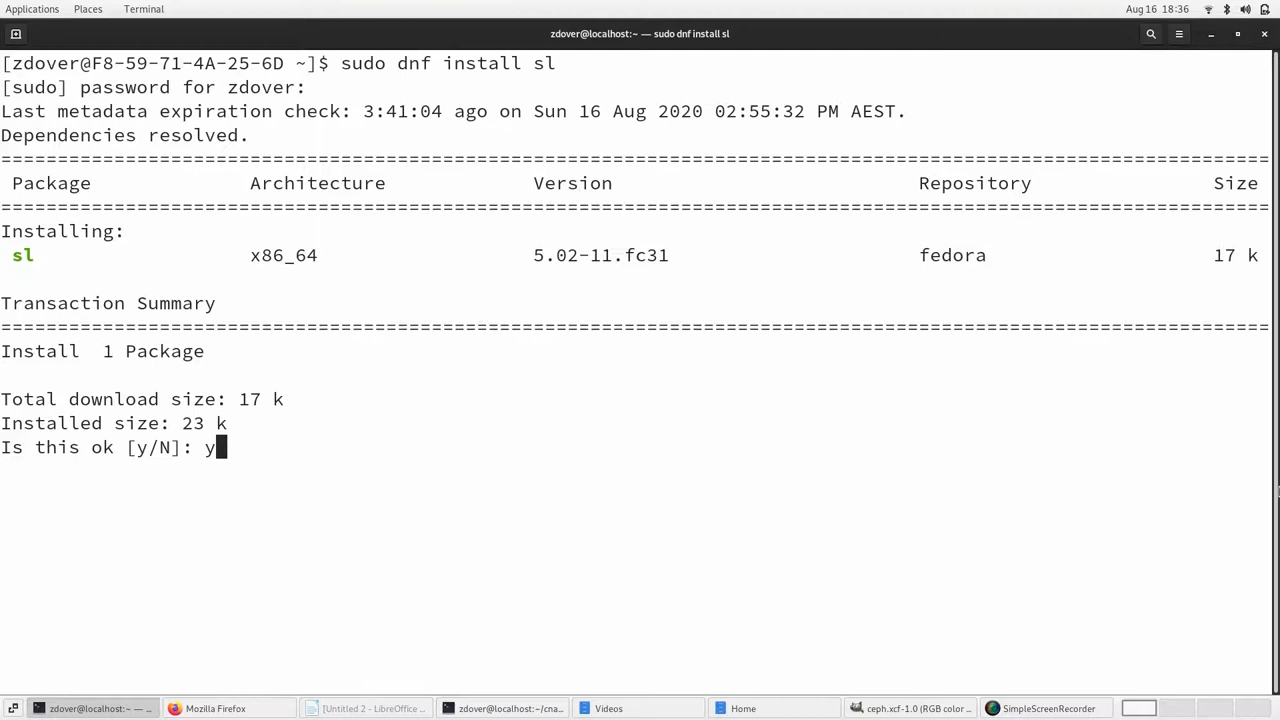 Applications Places Terminal Aug 16 18:36
zdover@localhost:~ — sudo dnf install sl
[zdover@F8-59-71-4A-25-6D ~]$ sudo dnf install sl
[sudo] password for zdover:
Last metadata expiration check: 3:41:04 ago on Sun 16 Aug 2020 02:55:32 PM AEST.
Dependencies resolved.
================================================================================================================
Package Architecture Version Repository Size
================================================================================================================
Installing:
sl x86_64 5.02-11.fc31 fedora 17 k
Transaction Summary
================================================================================================================
Install 1 Package
Total download size: 17 k
Installed size: 23 k
Is this ok [y/N]: y
zdover@localhost:~ — ... Mozilla Firefox [Untitled 2 - LibreOffice ... zdover@localhost:~/cna... Videos Home ceph.xcf-1.0 (RGB color ... SimpleScreenRecorder